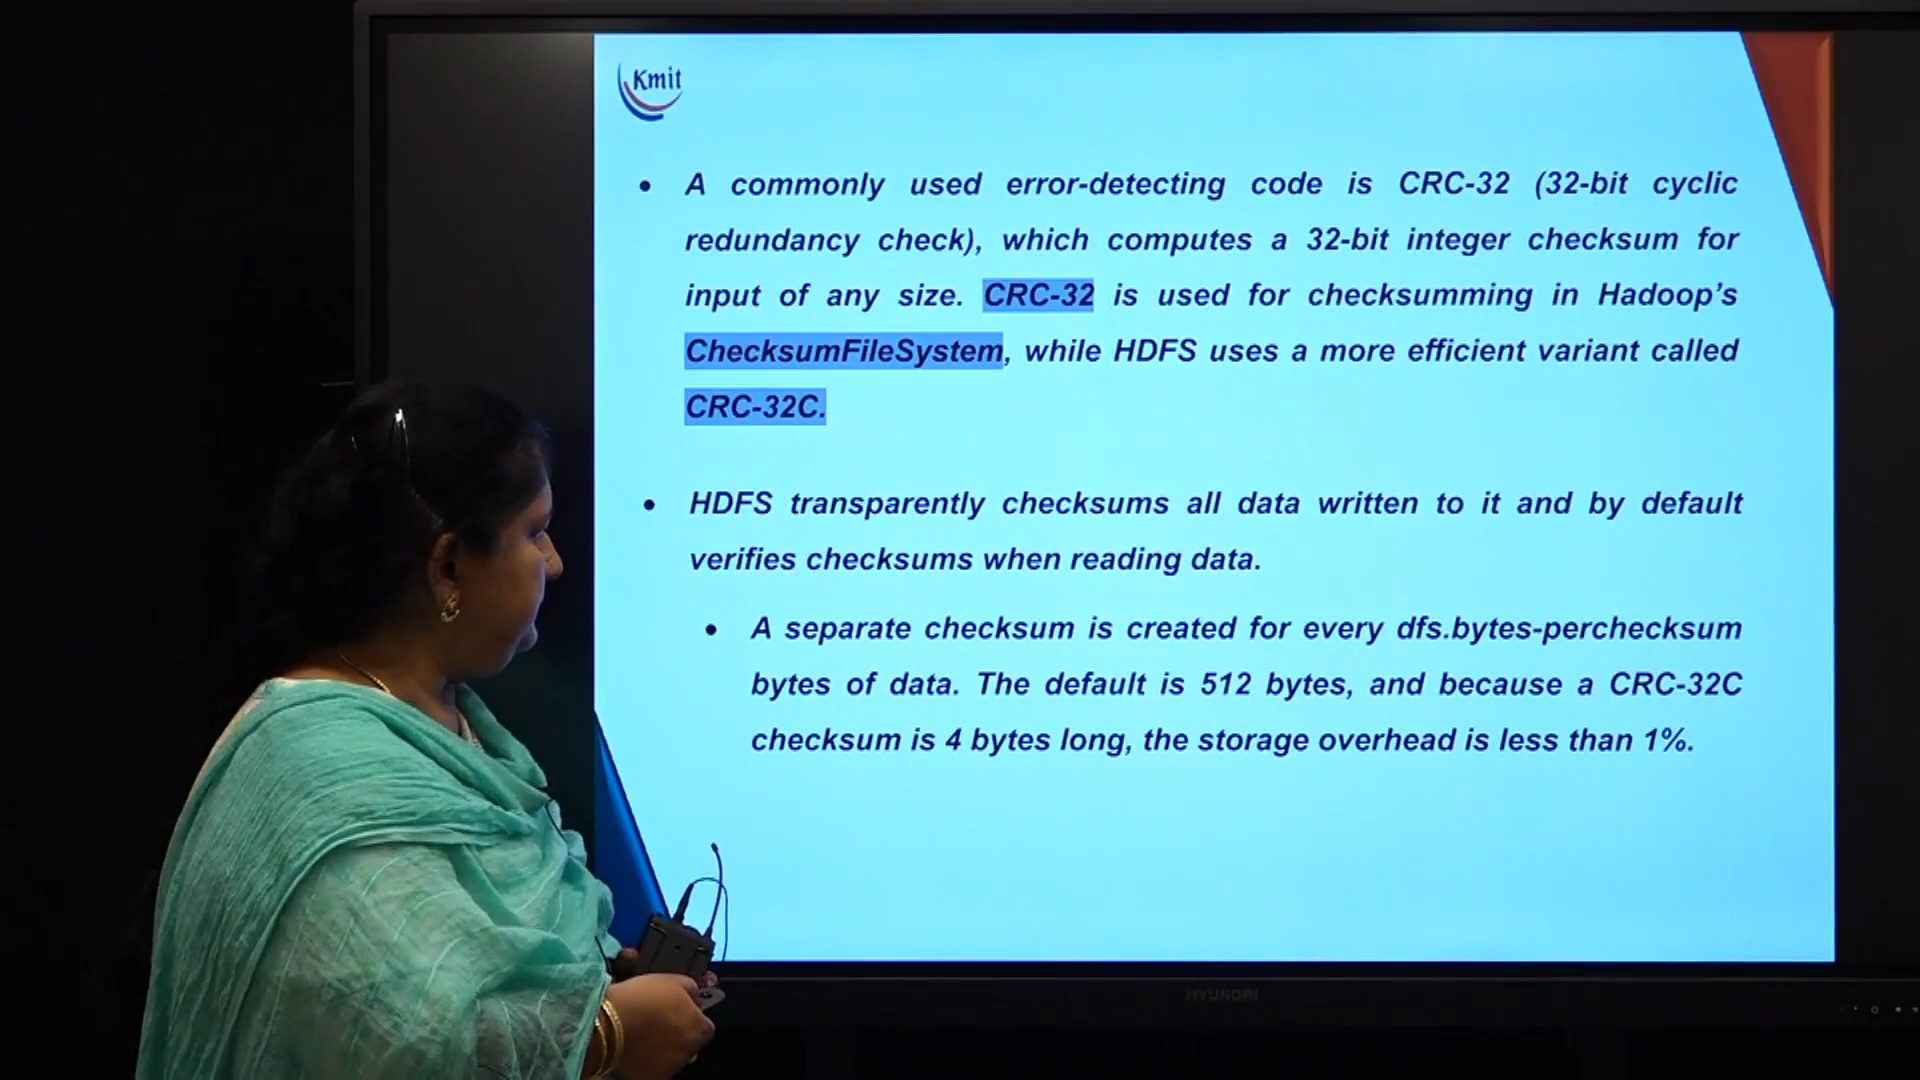 Kmit
• A commonly used error-detecting code is CRC-32 (32-bit cyclic
redundancy check), which computes a 32-bit integer checksum for
input of any size. CRC-32 is used for checksumming in Hadoop's
ChecksumFileSystem, while HDFS uses a more efficient variant called
CRC-32C.
• HDFS transparently checksums all data written to it and by default
verifies checksums when reading data.
• A separate checksum is created for every dfs.bytes-perchecksum
bytes of data. The default is 512 bytes, and because a CRC-32C
checksum is 4 bytes long, the storage overhead is less than 1%.
HYUNDAI